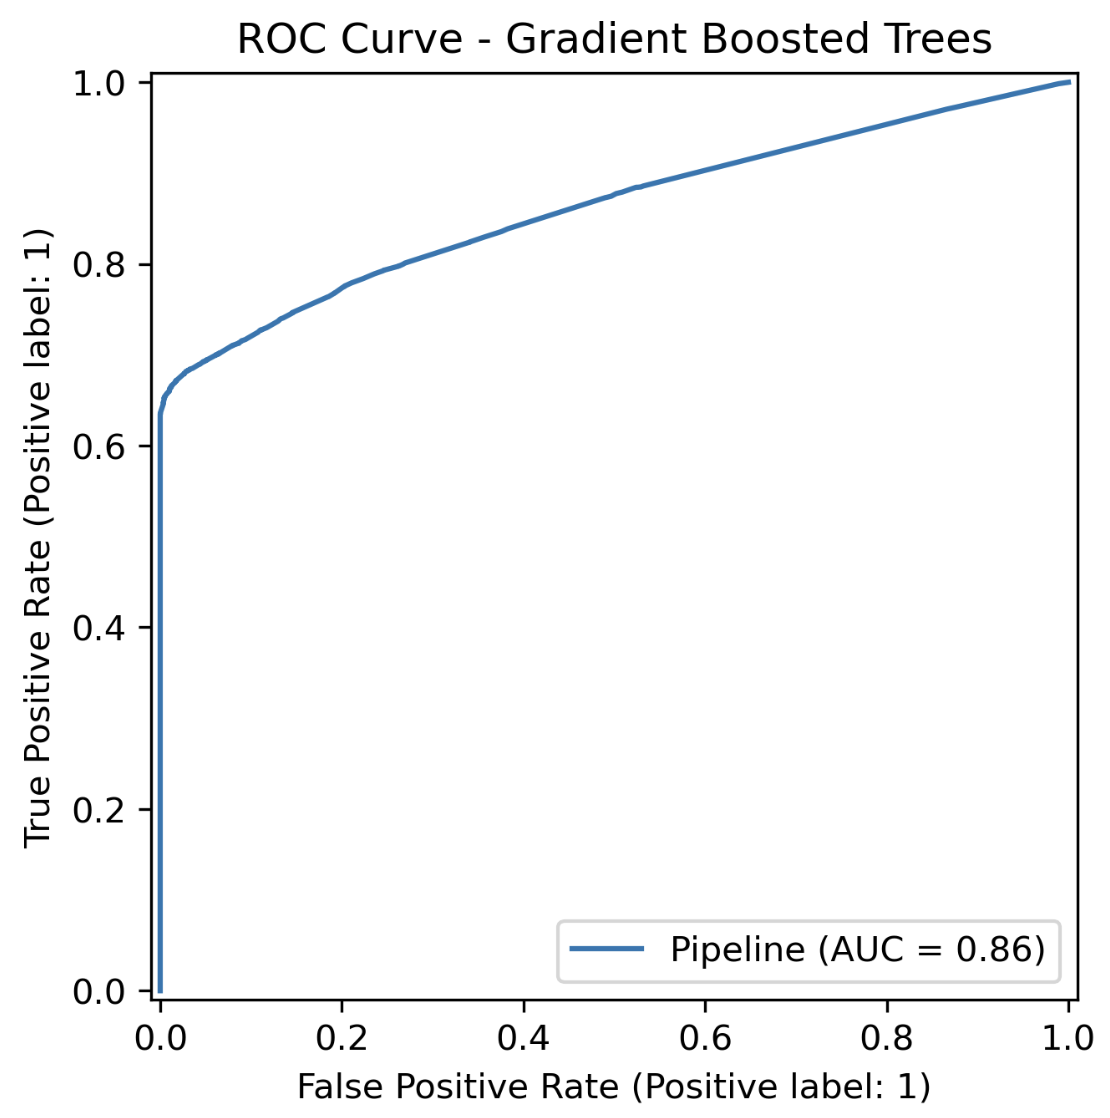 ROC Curve - Gradient Boosted Trees
1.0
0.8
0.6
0.4
0.2
0.0
True Positive Rate (Positive label: 1)
Pipeline (AUC = 0.86)
0.0 0.2 0.4 0.6 0.8 1.0
False Positive Rate (Positive label: 1)